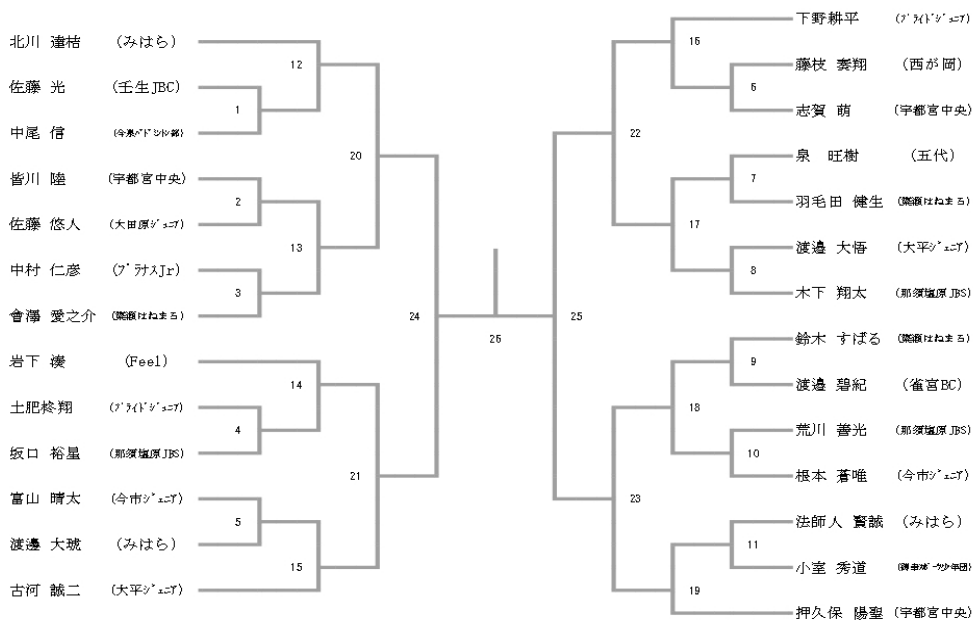 北川 達桔 (みはら)
佐藤 光 (壬生JBC)
中尾 信
皆川 陸 (宇都宮中央)
佐藤 悠人 (大田原ジュニア)
中村 仁彦 (プラナスJr)
會澤 愛之介
岩下 湊 (Feel)
土肥柊翔 (プライドジュニア)
坂口 裕星 (那須塩原JBS)
富山 晴太 (今市ジュニア)
渡邊 大琥 (みはら)
古河 誠二 (大平ジュニア)
12
1
20
2
13
3
24
14
4
21
5
15
26
下野耕平 (プライドジュニア)
藤枝 奏翔 (西が岡)
志賀 萌 (宇都宮中央)
泉 旺樹 (五代)
羽毛田 健生
渡邉 大悟 (大平ジュニア)
木下 翔太 (那須塩原JBS)
鈴木 すばる
渡邉 碧紀 (雀宮BC)
荒川 善光 (那須塩原JBS)
根本 蒼唯 (今市ジュニア)
法師人 賢誠 (みはら)
小室 秀道
押久保 陽聖 (宇都宮中央)
16
6
22
7
17
8
25
9
18
10
23
11
19